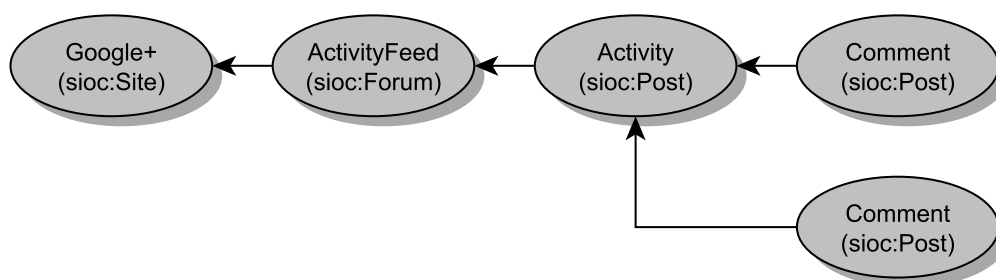 Google+
(sioc:Site)
ActivityFeed
(sioc:Forum)
Activity
(sioc:Post)
Comment
(sioc:Post)
Comment
(sioc:Post)